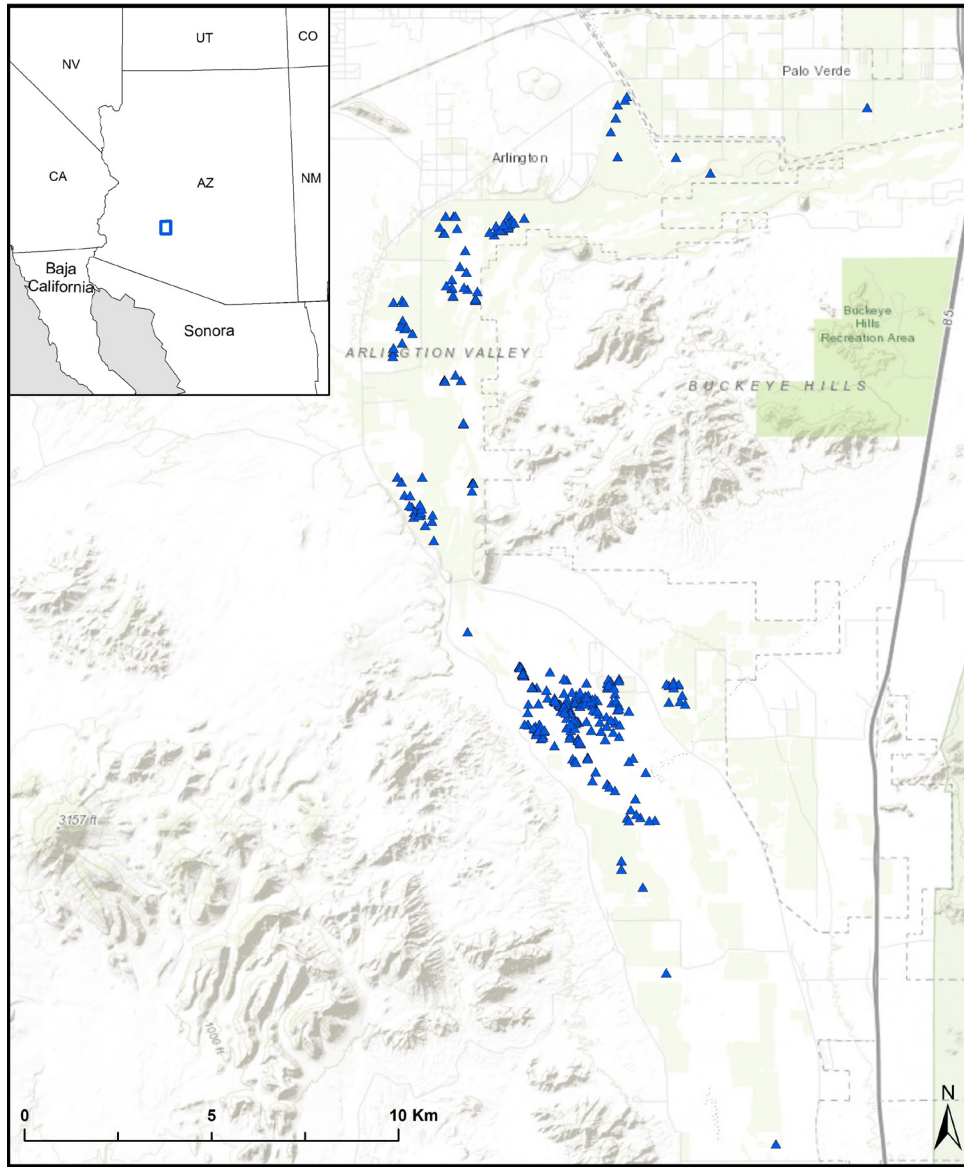 UT
CO
NV
CA
AZ
NM
Baja
California
Sonora
Palo Verde
Arlington
85
Buckeye
Hills
Recreation Area
ARLINGTION VALLEY
BUCKEYE HILLS
3157 ft
1000 ft
0
5
10 Km
N